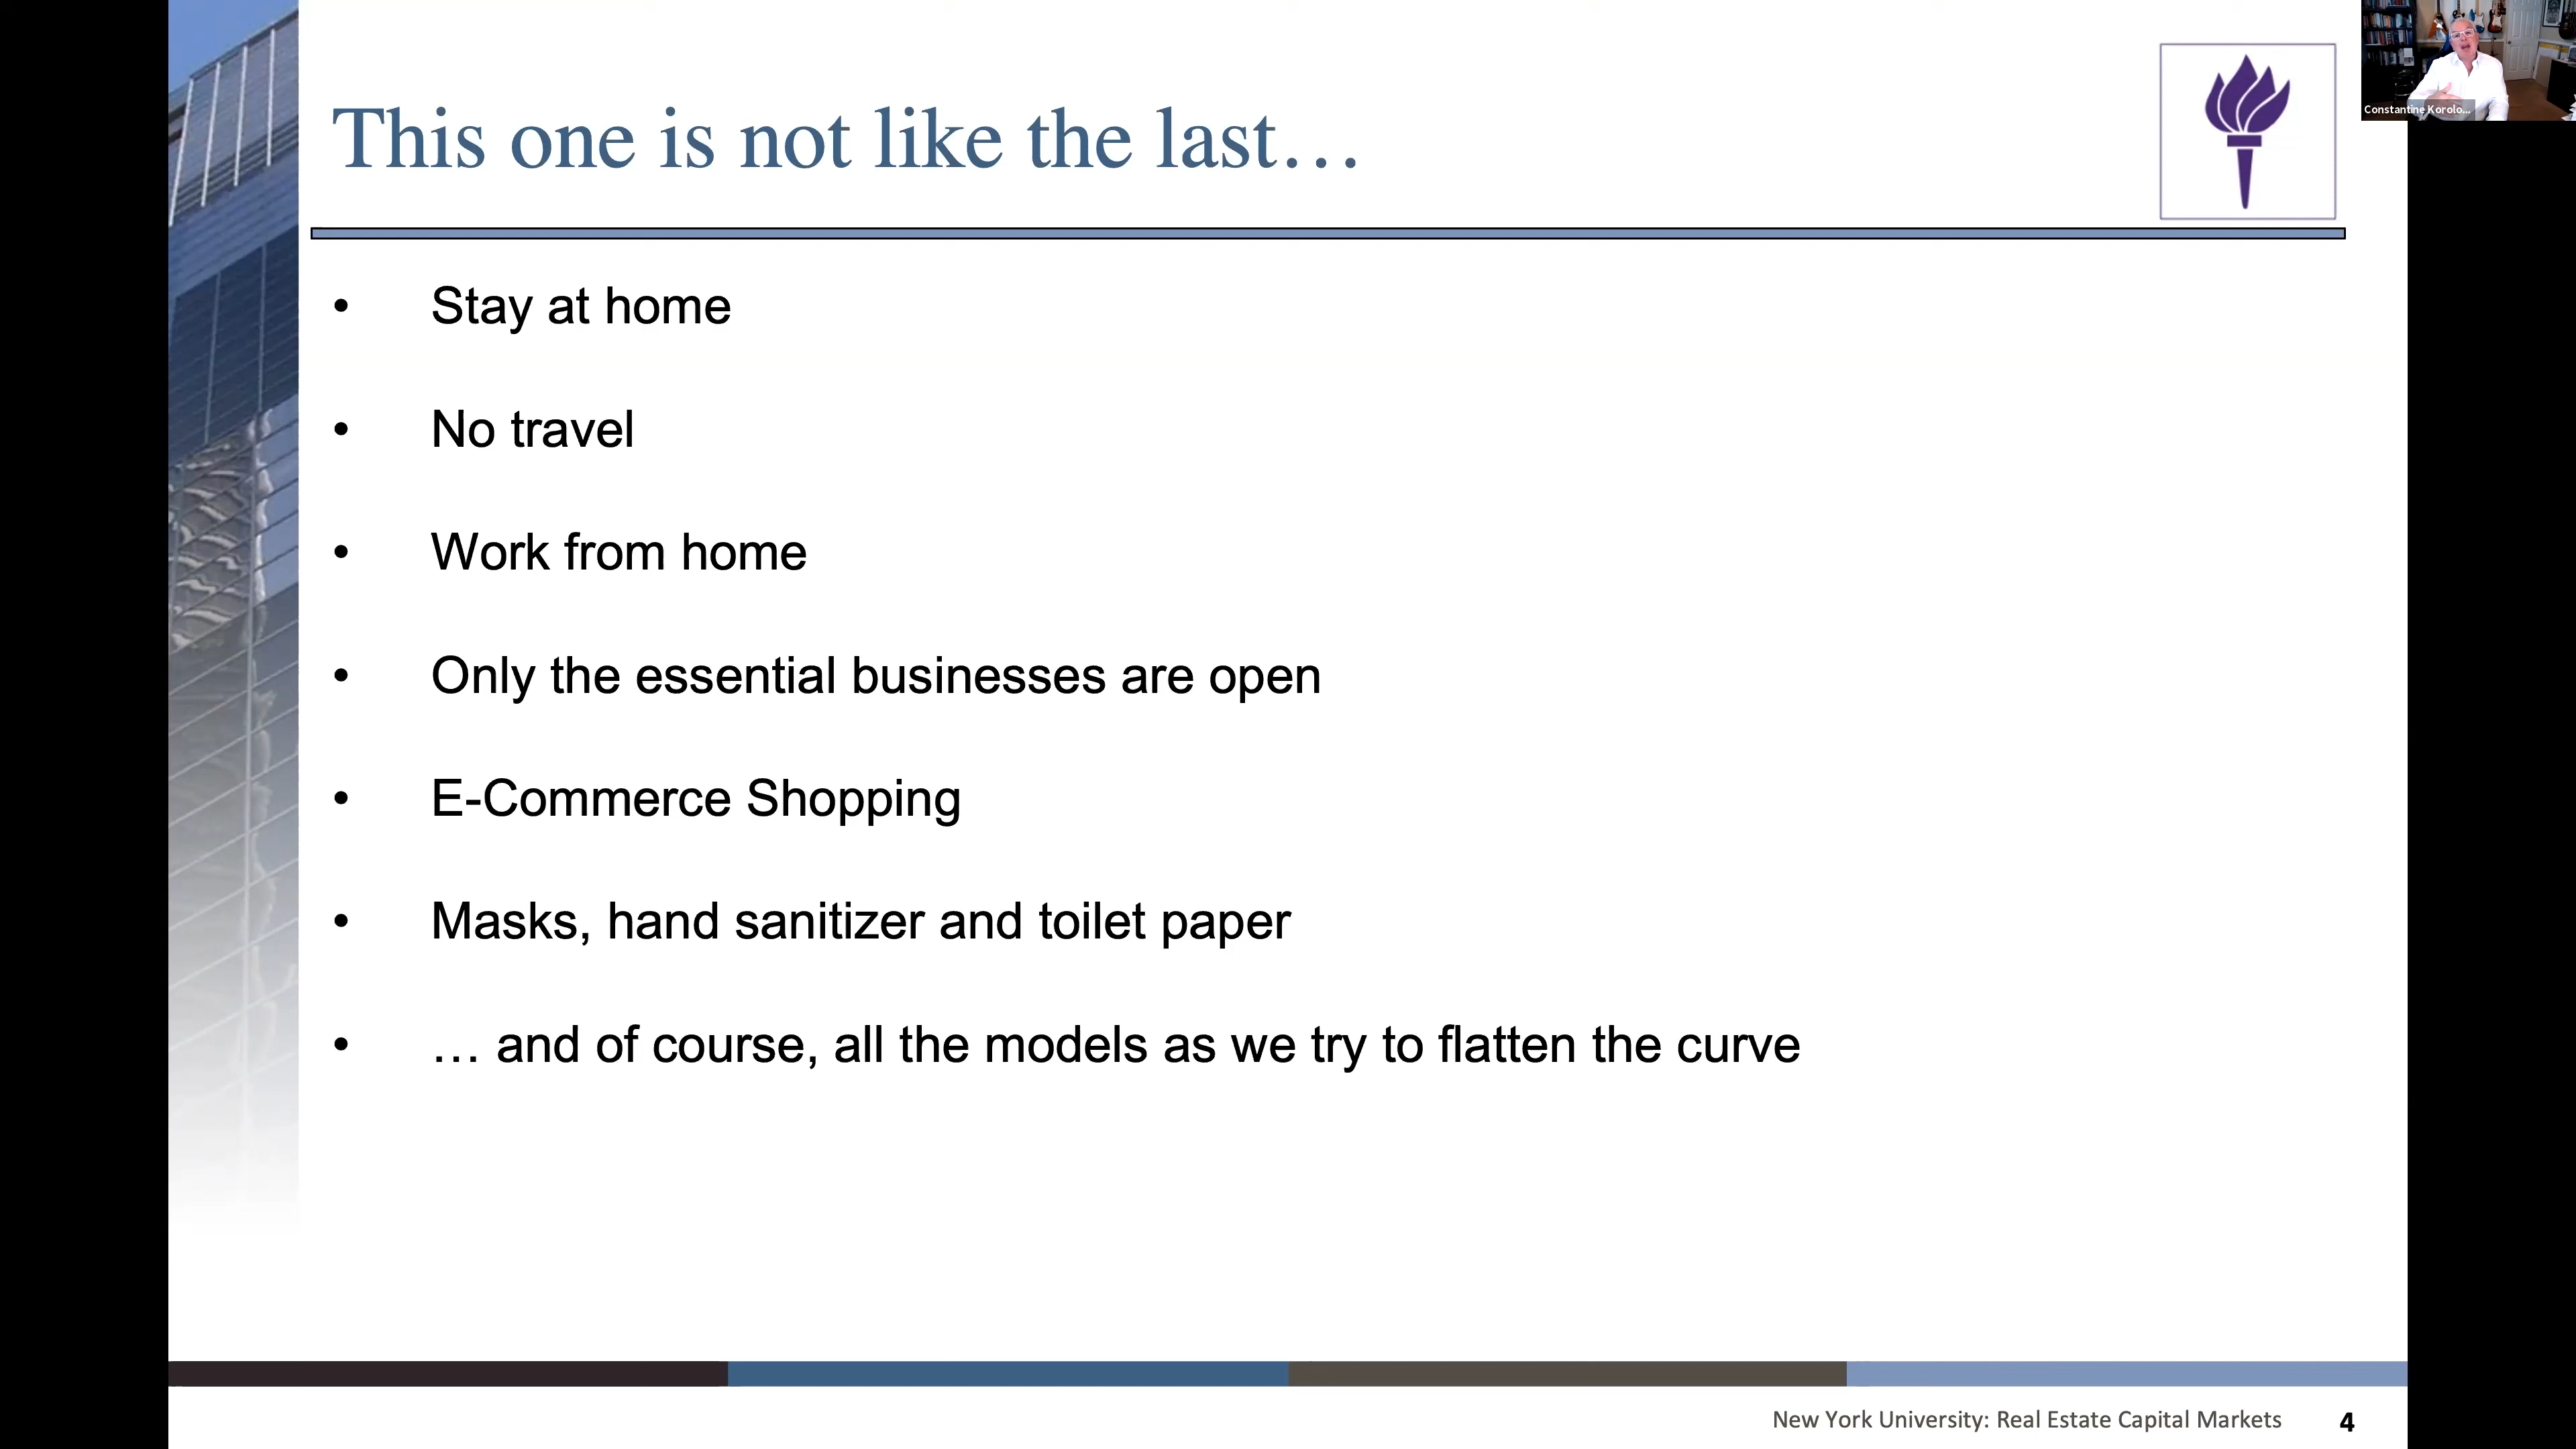 Constantine Korolo...
This one is not like the last…
• Stay at home
• No travel
• Work from home
• Only the essential businesses are open
• E-Commerce Shopping
• Masks, hand sanitizer and toilet paper
• … and of course, all the models as we try to flatten the curve
New York University: Real Estate Capital Markets 4